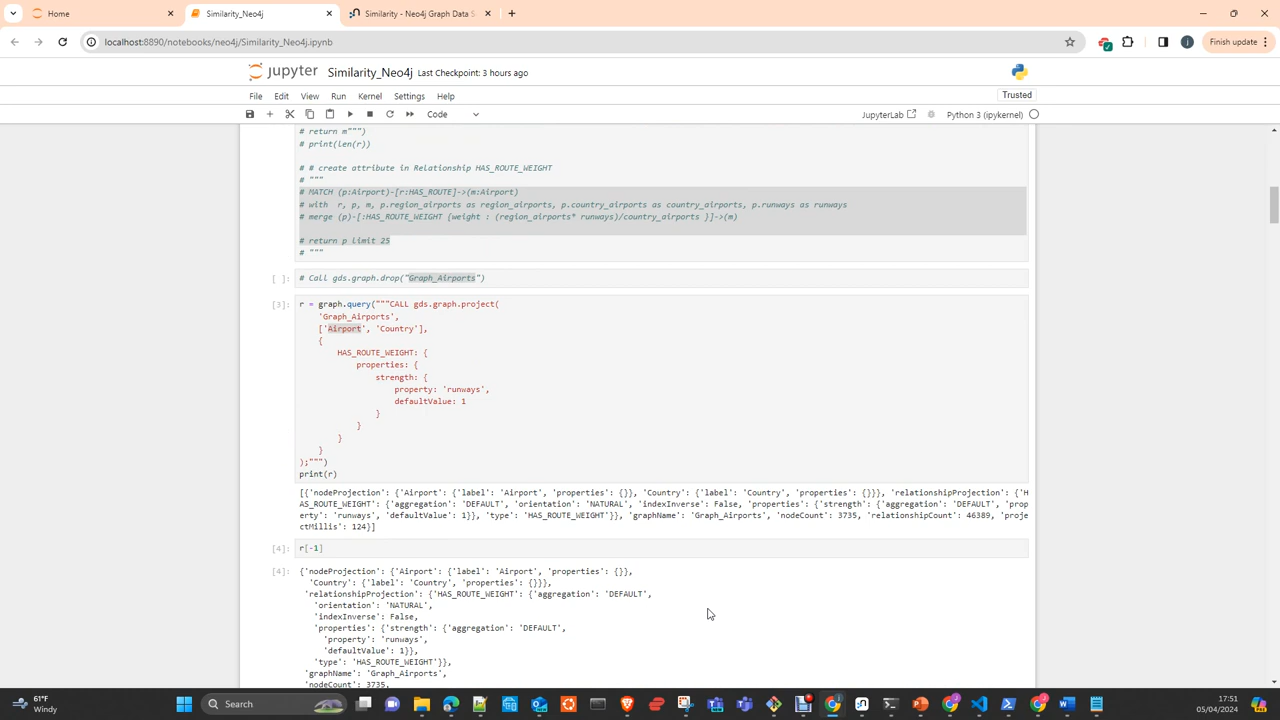 Home
Similarity_Neo4j
Similarity - Neo4j Graph Data S
localhost:8890/notebooks/neo4j/Similarity_Neo4j.ipynb
Finish update
jupyter Similarity_Neo4j Last Checkpoint: 3 hours ago
Trusted
File Edit View Run Kernel Settings Help
Code
JupyterLab
Python 3 (ipykernel)
# return m""")
# print(len(r))
# # create attribute in Relationship HAS_ROUTE_WEIGHT
# """
# MATCH (p:Airport)-[r:HAS_ROUTE]->(m:Airport)
# with r, p, m, p.region_airports as region_airports, p.country_airports as country_airports, p.runways as runways
# merge (p)-[:HAS_ROUTE_WEIGHT {weight : (region_airports* runways)/country_airports }]->(m)
# return p limit 25
# """
[ ]: # Call gds.graph.drop("Graph_Airports")
[3]: r = graph.query("""CALL gds.graph.project(
'Graph_Airports',
['Airport', 'Country'],
{
HAS_ROUTE_WEIGHT: {
properties: {
strength: {
property: 'runways',
defaultValue: 1
}
}
}
}
);""")
print(r)
[{'nodeProjection': {'Airport': {'label': 'Airport', 'properties': {}}, 'Country': {'label': 'Country', 'properties': {}}}, 'relationshipProjection': {'H
AS_ROUTE_WEIGHT': {'aggregation': 'DEFAULT', 'orientation': 'NATURAL', 'indexInverse': False, 'properties': {'strength': {'aggregation': 'DEFAULT', 'prop
erty': 'runways', 'defaultValue': 1}}, 'type': 'HAS_ROUTE_WEIGHT'}}, 'graphName': 'Graph_Airports', 'nodeCount': 3735, 'relationshipCount': 46389, 'proje
ctMillis': 124}]
[4]: r[-1]
[4]: {'nodeProjection': {'Airport': {'label': 'Airport', 'properties': {}},
'Country': {'label': 'Country', 'properties': {}}},
'relationshipProjection': {'HAS_ROUTE_WEIGHT': {'aggregation': 'DEFAULT',
'orientation': 'NATURAL',
'indexInverse': False,
'properties': {'strength': {'aggregation': 'DEFAULT',
'property': 'runways',
'defaultValue': 1}},
'type': 'HAS_ROUTE_WEIGHT'}},
'graphName': 'Graph_Airports',
'nodeCount': 3735,
61°F
Windy
Search
17:51
05/04/2024